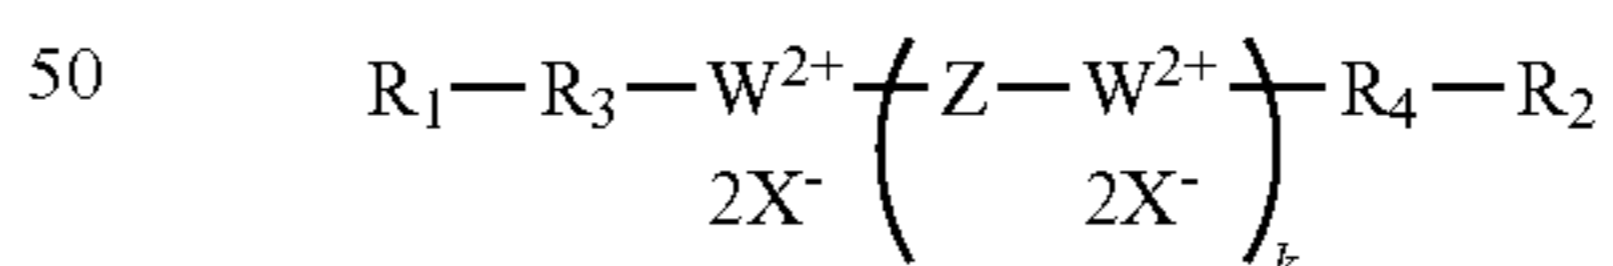 50 R₁—R₃—W²⁺—(Z—W²⁺)—R₄—R₂
2X⁻ 2X⁻ k